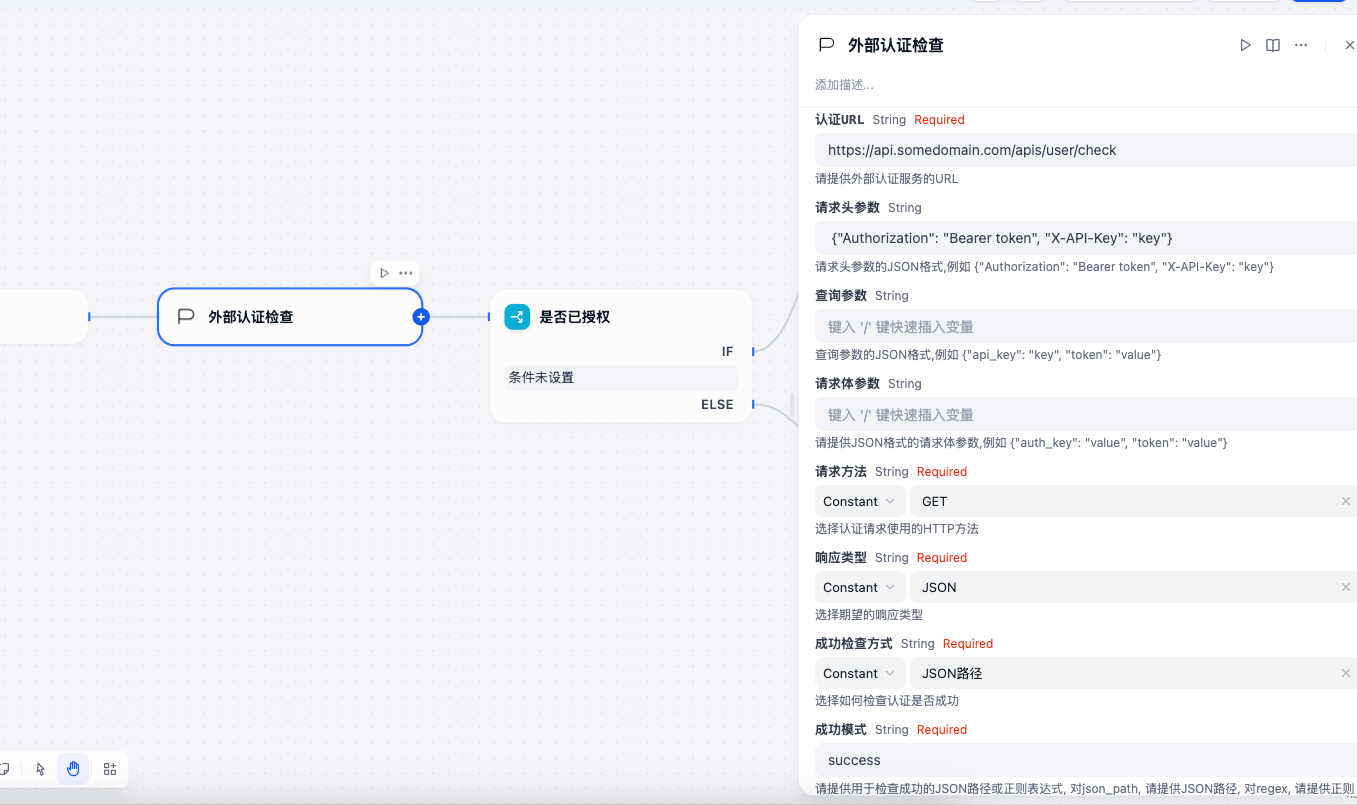 外部认证检查
是否已授权
IF
条件未设置
ELSE
外部认证检查
添加描述...
认证URL String Required
https://api.somedomain.com/apis/user/check
请提供外部认证服务的URL
请求头参数 String
{"Authorization": "Bearer token", "X-API-Key": "key"}
请求头参数的JSON格式,例如 {"Authorization": "Bearer token", "X-API-Key": "key"}
查询参数 String
键入 '/' 键快速插入变量
查询参数的JSON格式,例如 {"api_key": "key", "token": "value"}
请求体参数 String
键入 '/' 键快速插入变量
请提供JSON格式的请求体参数,例如 {"auth_key": "value", "token": "value"}
请求方法 String Required
Constant GET
选择认证请求使用的HTTP方法
响应类型 String Required
Constant JSON
选择期望的响应类型
成功检查方式 String Required
Constant JSON路径
选择如何检查认证是否成功
成功模式 String Required
success
请提供用于检查成功的JSON路径或正则表达式, 对json_path, 请提供JSON路径, 对regex, 请提供正则